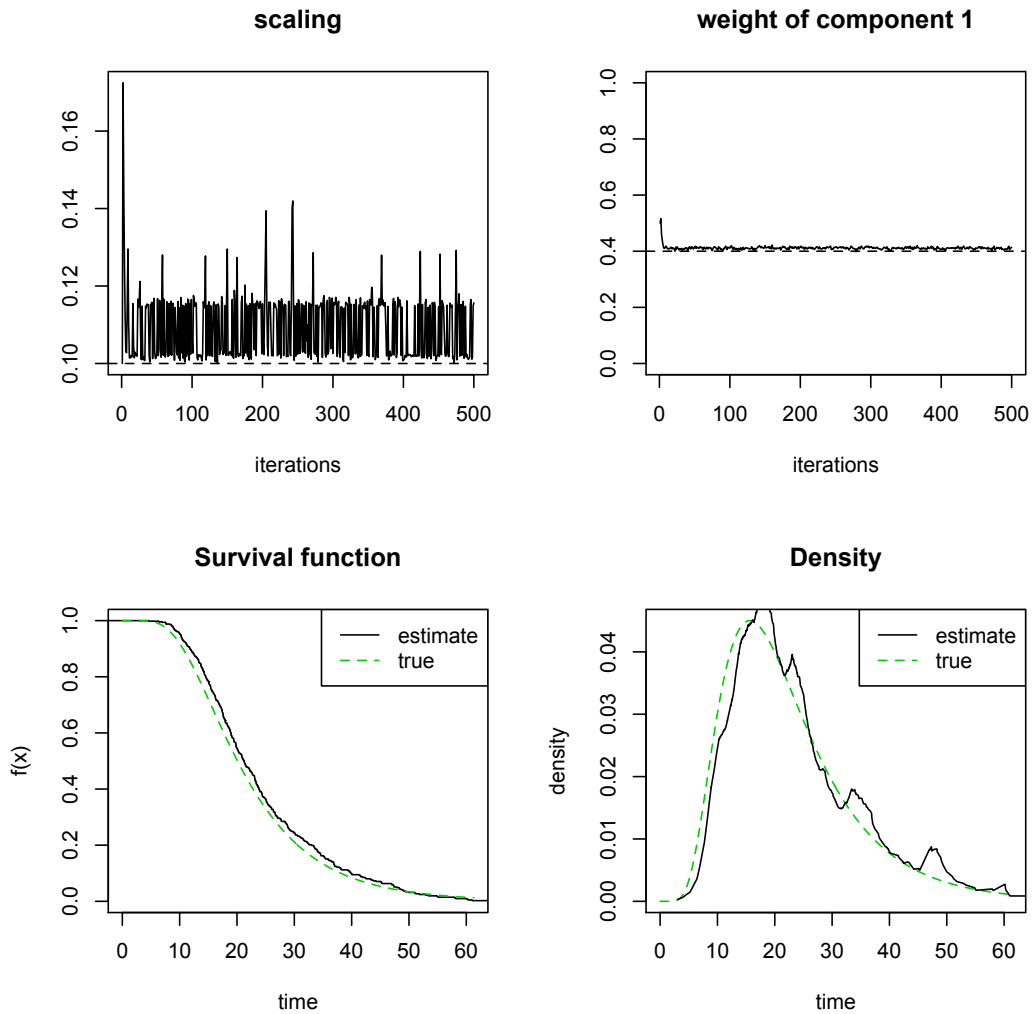 scaling
0.10 0.12 0.14 0.16
0 100 200 300 400 500
iterations
weight of component 1
0.0 0.2 0.4 0.6 0.8 1.0
0 100 200 300 400 500
iterations
Survival function
f(x)
0.0 0.2 0.4 0.6 0.8 1.0
estimate
true
0 10 20 30 40 50 60
time
Density
density
0.00 0.01 0.02 0.03 0.04
estimate
true
0 10 20 30 40 50 60
time